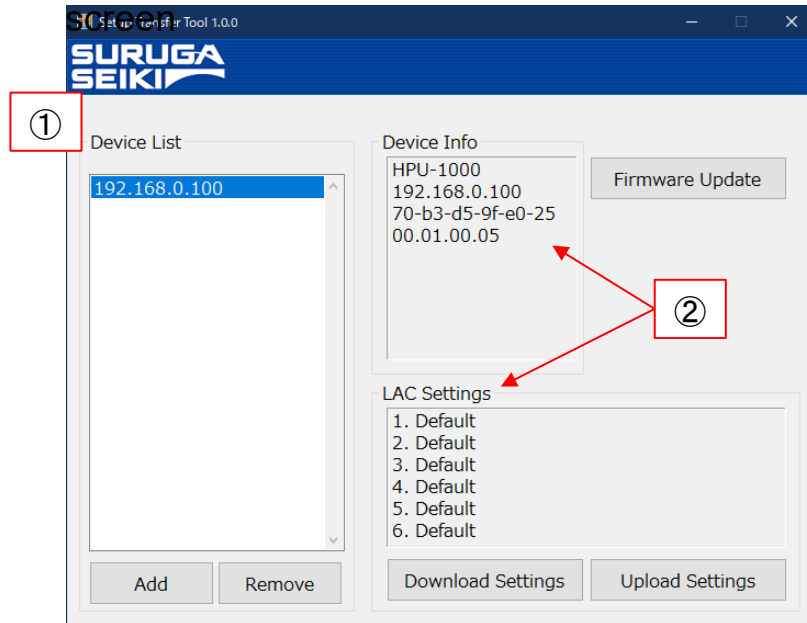 screen
Setup Transfer Tool 1.0.0
SURUGA
SEIKI
①
Device List
192.168.0.100
Add
Remove
Device Info
HPU-1000
192.168.0.100
70-b3-d5-9f-e0-25
00.01.00.05
Firmware Update
②
LAC Settings
1. Default
2. Default
3. Default
4. Default
5. Default
6. Default
Download Settings
Upload Settings